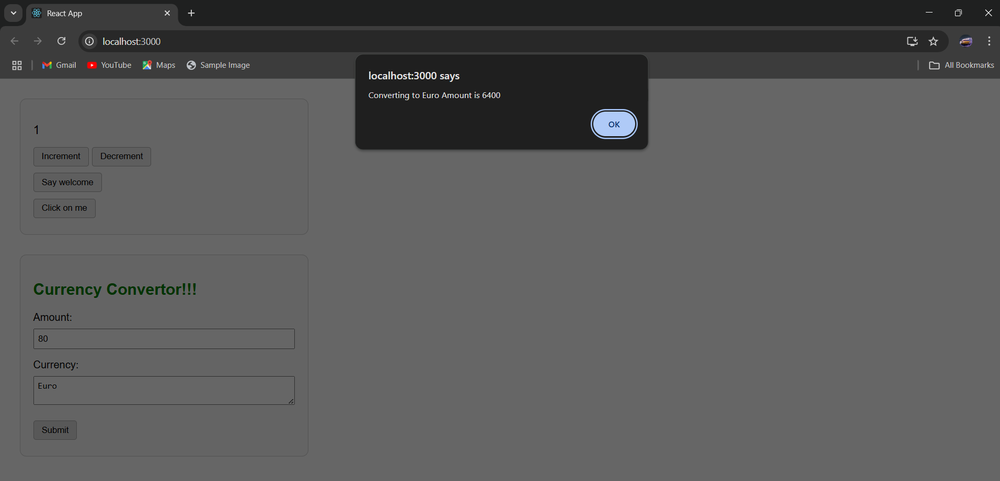 React App
localhost:3000
Gmail YouTube Maps Sample Image All Bookmarks
localhost:3000 says
Converting to Euro Amount is 6400
OK
1
Increment Decrement
Say welcome
Click on me
Currency Convertor!!!
Amount:
80
Currency:
Euro
Submit